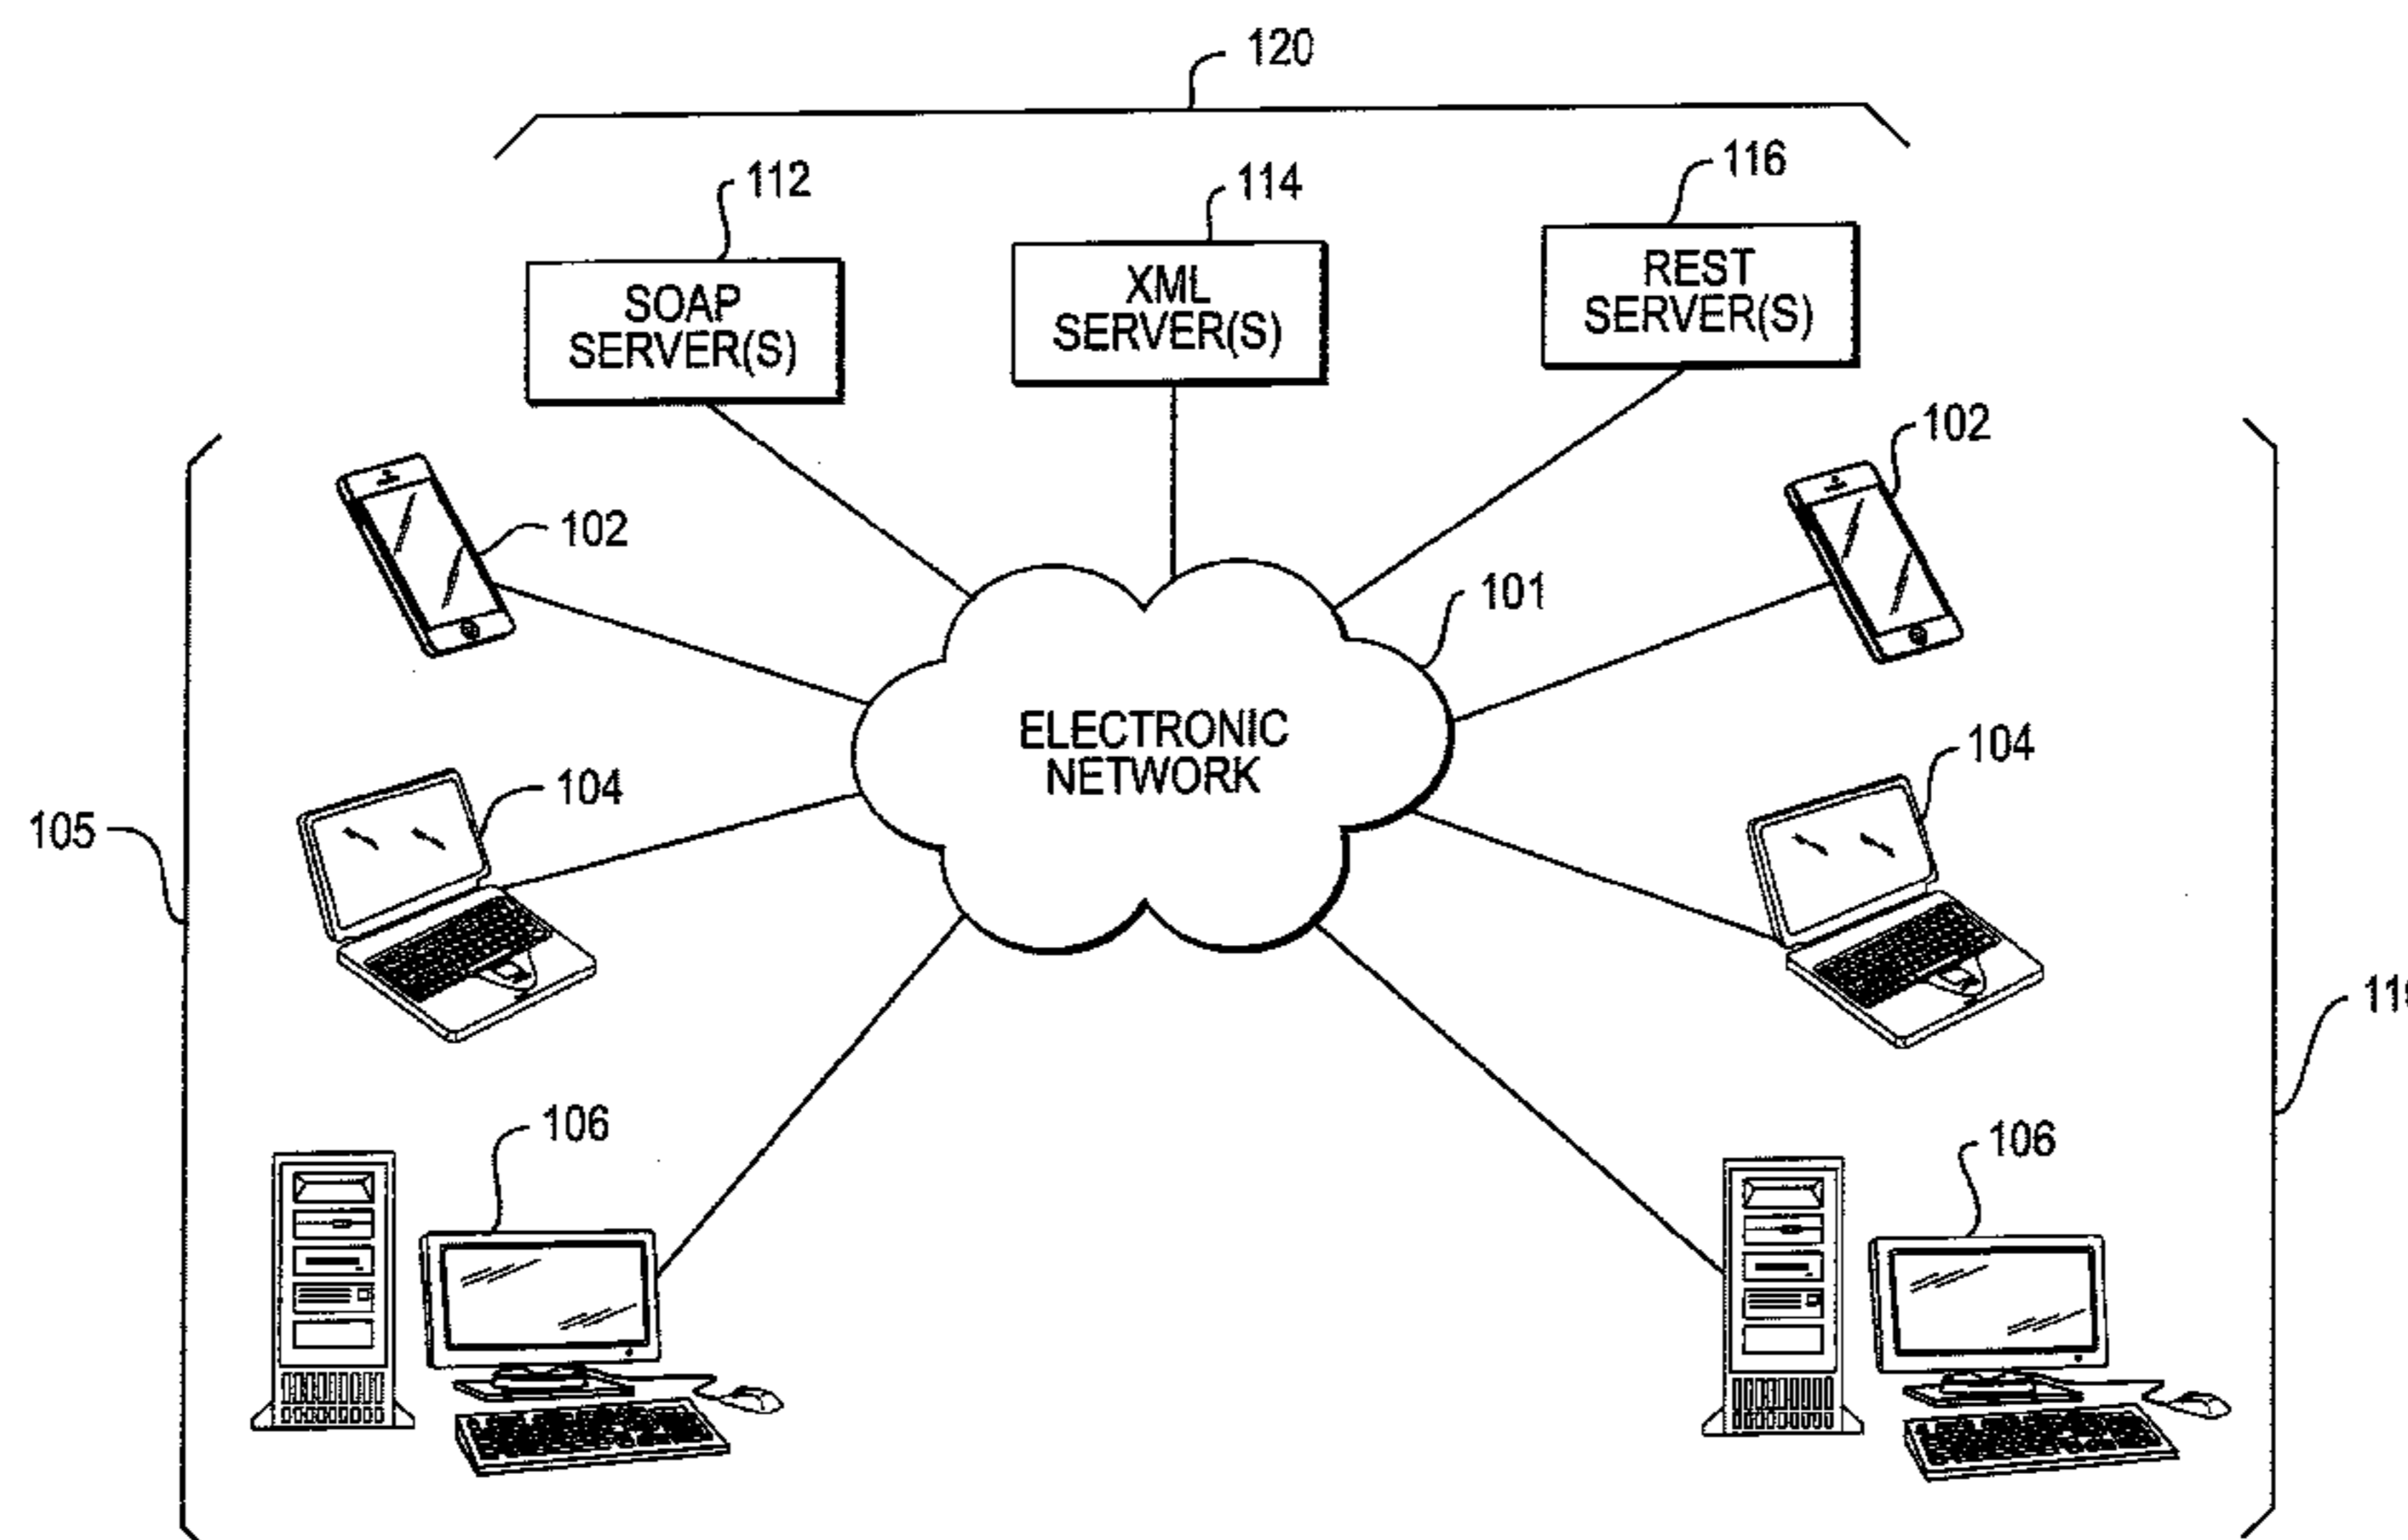 120
112
114
116
SOAP
SERVER(S)
XML
SERVER(S)
REST
SERVER(S)
102
102
101
ELECTRONIC
NETWORK
104
104
105
106
106